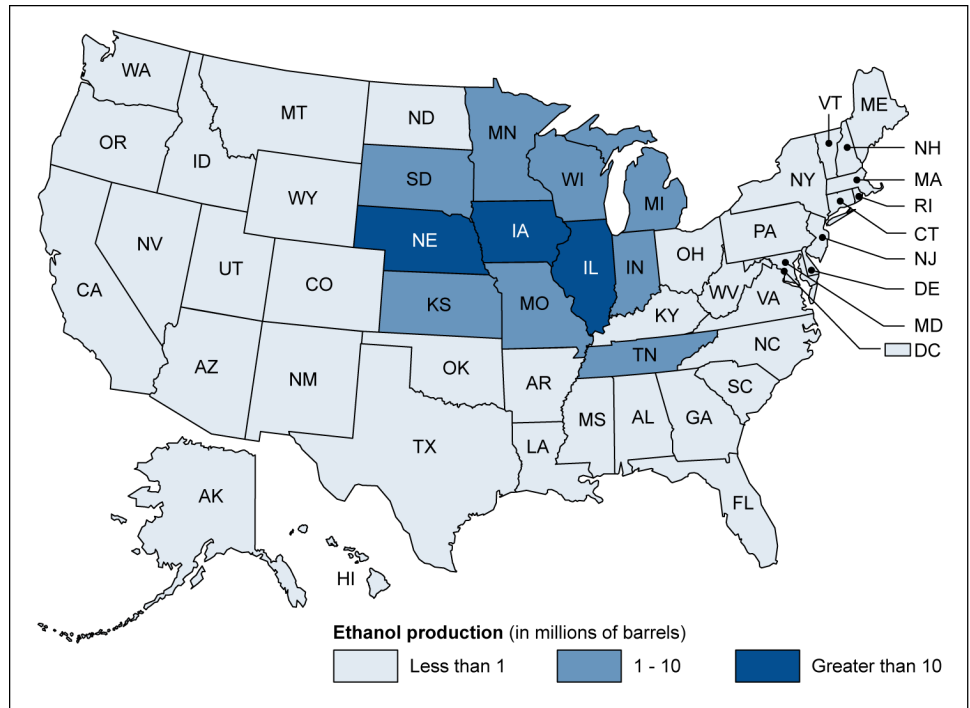 WA
MT
ND
MN
VT
ME
OR
ID
SD
WI
NH
WY
NY
MA
MI
RI
NE
IA
PA
CT
NV
UT
CO
IL
IN
OH
NJ
CA
KS
MO
WV
VA
DE
KY
MD
AZ
NM
OK
AR
TN
NC
DC
SC
MS
AL
GA
TX
LA
AK
FL
HI
Ethanol production (in millions of barrels)
Less than 1
1 - 10
Greater than 10